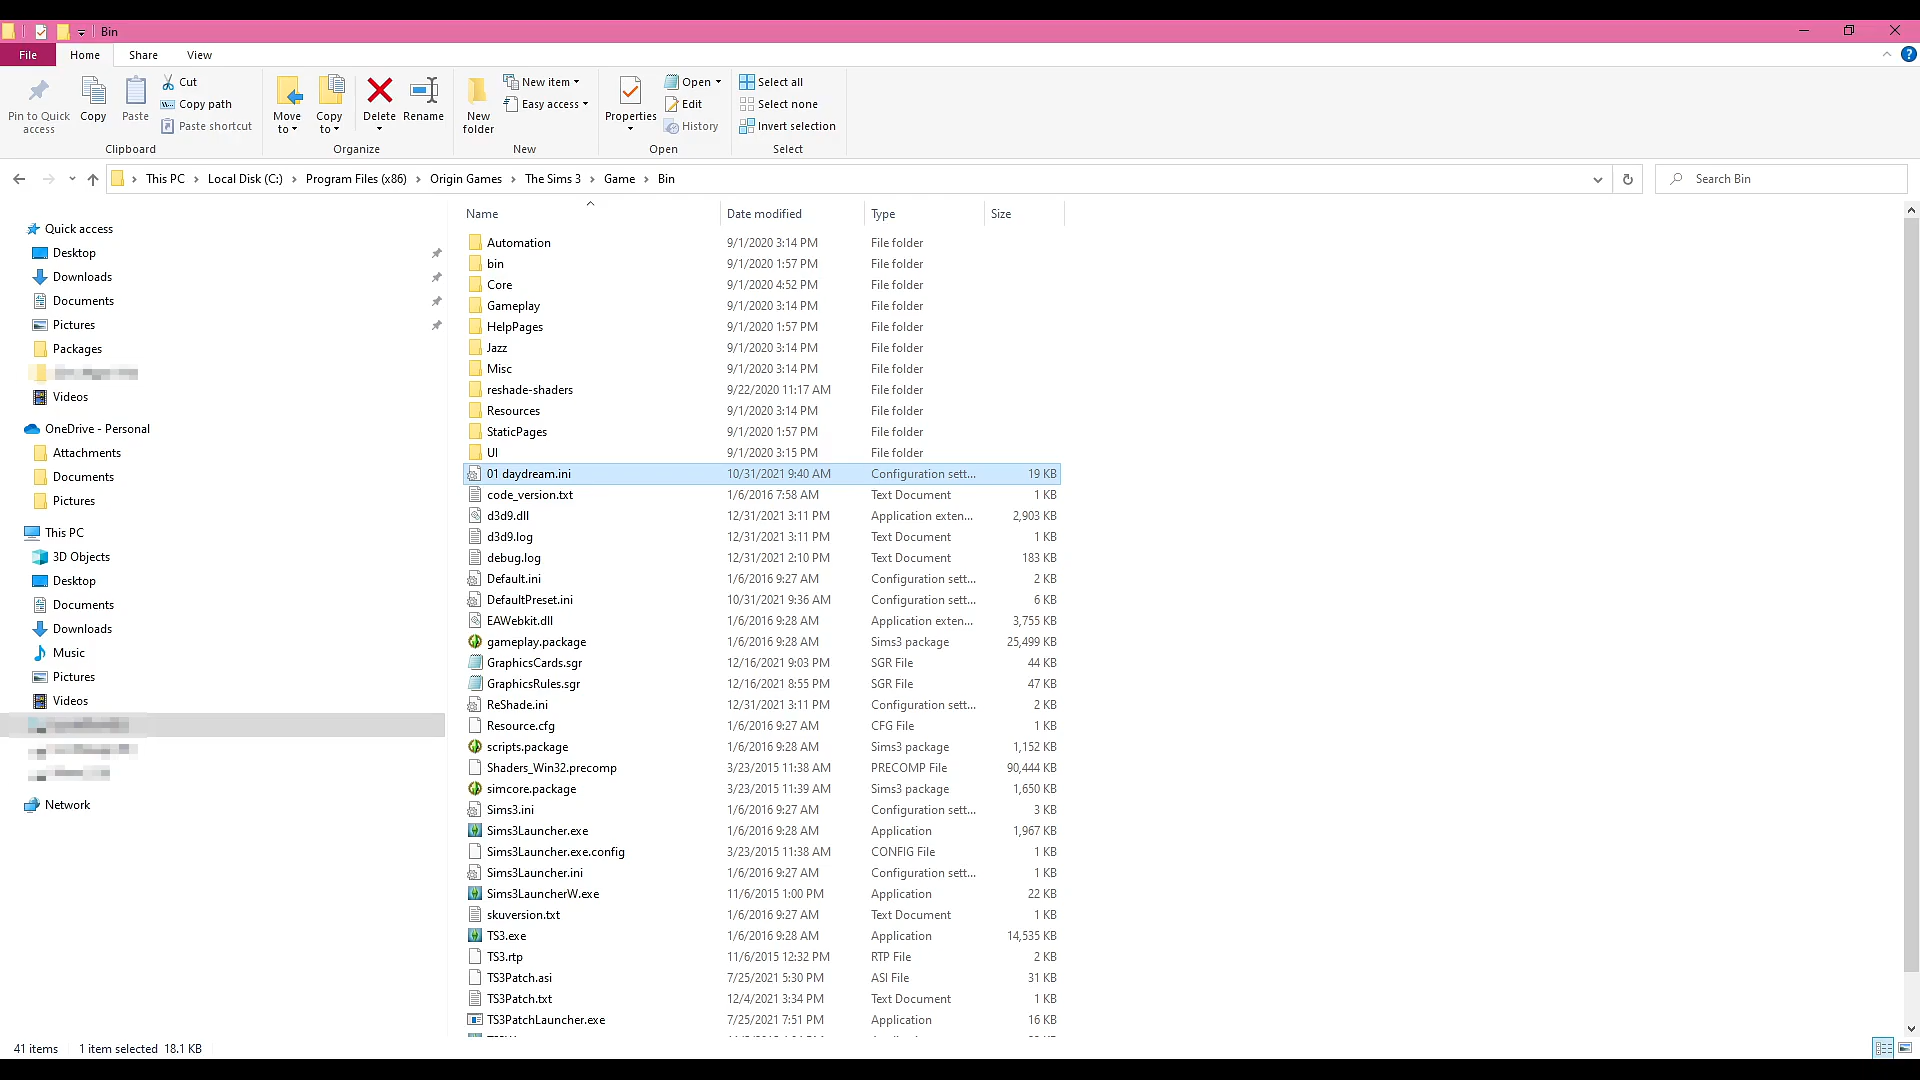 Bin
File Home Share View
Pin to Quick access
Copy
Paste
Cut
Copy path
Paste shortcut
Clipboard
Move to
Copy to
Delete
Rename
Organize
New folder
New item
Easy access
New
Properties
Open
Edit
History
Open
Select all
Select none
Invert selection
Select
This PC Local Disk (C:) Program Files (x86) Origin Games The Sims 3 Game Bin
Search Bin
Quick access
Desktop
Downloads
Documents
Pictures
Packages
Videos
OneDrive - Personal
Attachments
Documents
Pictures
This PC
3D Objects
Desktop
Documents
Downloads
Music
Pictures
Videos
Network
Name Date modified Type Size
Automation 9/1/2020 3:14 PM File folder
bin 9/1/2020 1:57 PM File folder
Core 9/1/2020 4:52 PM File folder
Gameplay 9/1/2020 3:14 PM File folder
HelpPages 9/1/2020 1:57 PM File folder
Jazz 9/1/2020 3:14 PM File folder
Misc 9/1/2020 3:14 PM File folder
reshade-shaders 9/22/2020 11:17 AM File folder
Resources 9/1/2020 3:14 PM File folder
StaticPages 9/1/2020 1:57 PM File folder
UI 9/1/2020 3:15 PM File folder
01 daydream.ini 10/31/2021 9:40 AM Configuration sett... 19 KB
code_version.txt 1/6/2016 7:58 AM Text Document 1 KB
d3d9.dll 12/31/2021 3:11 PM Application exten... 2,903 KB
d3d9.log 12/31/2021 3:11 PM Text Document 1 KB
debug.log 12/31/2021 2:10 PM Text Document 183 KB
Default.ini 1/6/2016 9:27 AM Configuration sett... 2 KB
DefaultPreset.ini 10/31/2021 9:36 AM Configuration sett... 6 KB
EAWebkit.dll 1/6/2016 9:28 AM Application exten... 3,755 KB
gameplay.package 1/6/2016 9:28 AM Sims3 package 25,499 KB
GraphicsCards.sgr 12/16/2021 9:03 PM SGR File 44 KB
GraphicsRules.sgr 12/16/2021 8:55 PM SGR File 47 KB
ReShade.ini 12/31/2021 3:11 PM Configuration sett... 2 KB
Resource.cfg 1/6/2016 9:27 AM CFG File 1 KB
scripts.package 1/6/2016 9:28 AM Sims3 package 1,152 KB
Shaders_Win32.precomp 3/23/2015 11:38 AM PRECOMP File 90,444 KB
simcore.package 3/23/2015 11:39 AM Sims3 package 1,650 KB
Sims3.ini 1/6/2016 9:27 AM Configuration sett... 3 KB
Sims3Launcher.exe 1/6/2016 9:28 AM Application 1,967 KB
Sims3Launcher.exe.config 3/23/2015 11:38 AM CONFIG File 1 KB
Sims3Launcher.ini 1/6/2016 9:27 AM Configuration sett... 1 KB
Sims3LauncherW.exe 11/6/2015 1:00 PM Application 22 KB
skuversion.txt 1/6/2016 9:27 AM Text Document 1 KB
TS3.exe 1/6/2016 9:28 AM Application 14,535 KB
TS3.rtp 11/6/2015 12:32 PM RTP File 2 KB
TS3Patch.asi 7/25/2021 5:30 PM ASI File 31 KB
TS3Patch.txt 12/4/2021 3:34 PM Text Document 1 KB
TS3PatchLauncher.exe 7/25/2021 7:51 PM Application 16 KB
41 items 1 item selected 18.1 KB